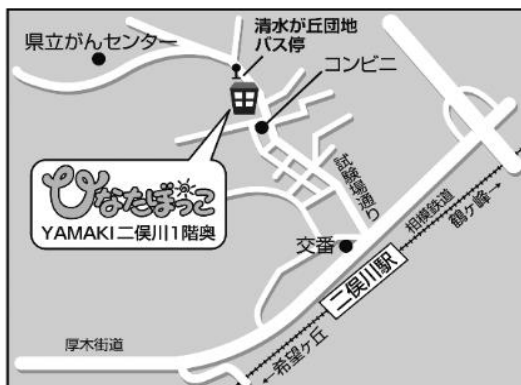 県立がんセンター
清水が丘団地
バス停
コンビニ
ひなたぼっこ
YAMAKI二俣川1階奥
試験場通り
交番
相模鉄道
鶴ヶ峰
二俣川駅
厚木街道
希望ヶ丘